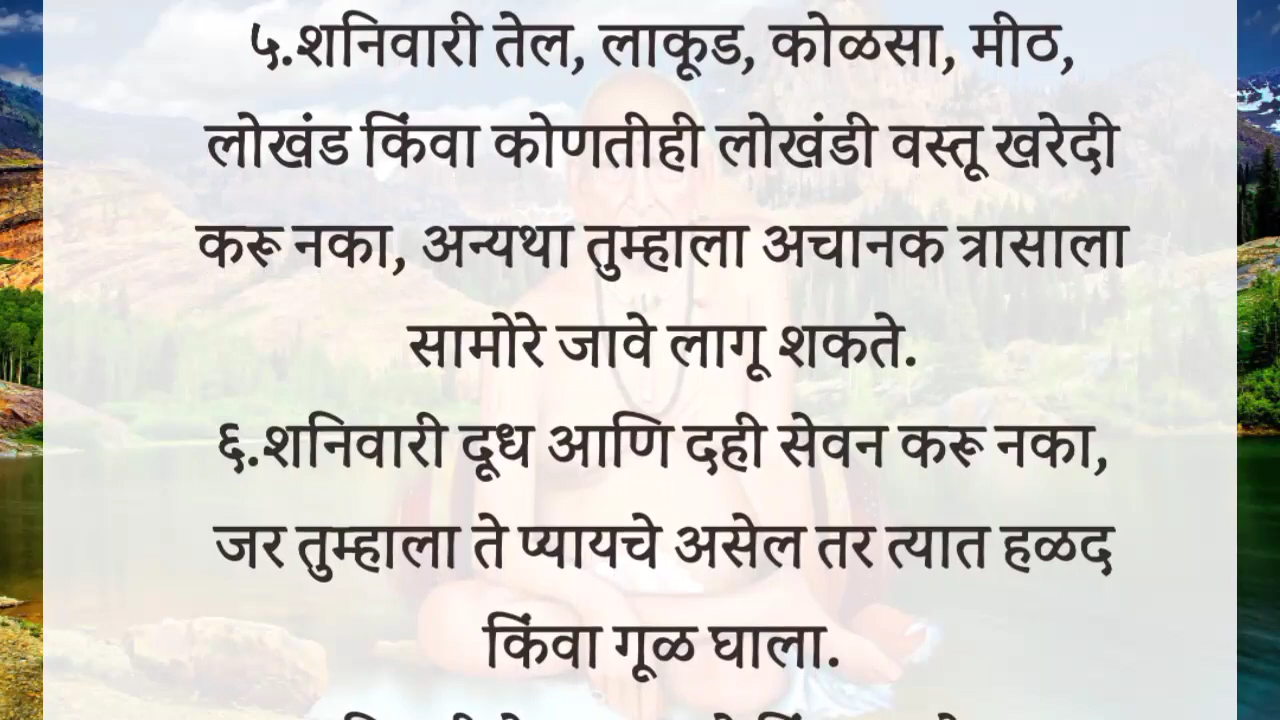 ५.शनिवारी तेल, लाकूड, कोळसा, मीठ,
लोखंड किंवा कोणतीही लोखंडी वस्तू खरेदी
करू नका, अन्यथा तुम्हाला अचानक त्रासाला
सामोरे जावे लागू शकते.
६.शनिवारी दूध आणि दही सेवन करू नका,
जर तुम्हाला ते प्यायचे असेल तर त्यात हळद
किंवा गूळ घाला.